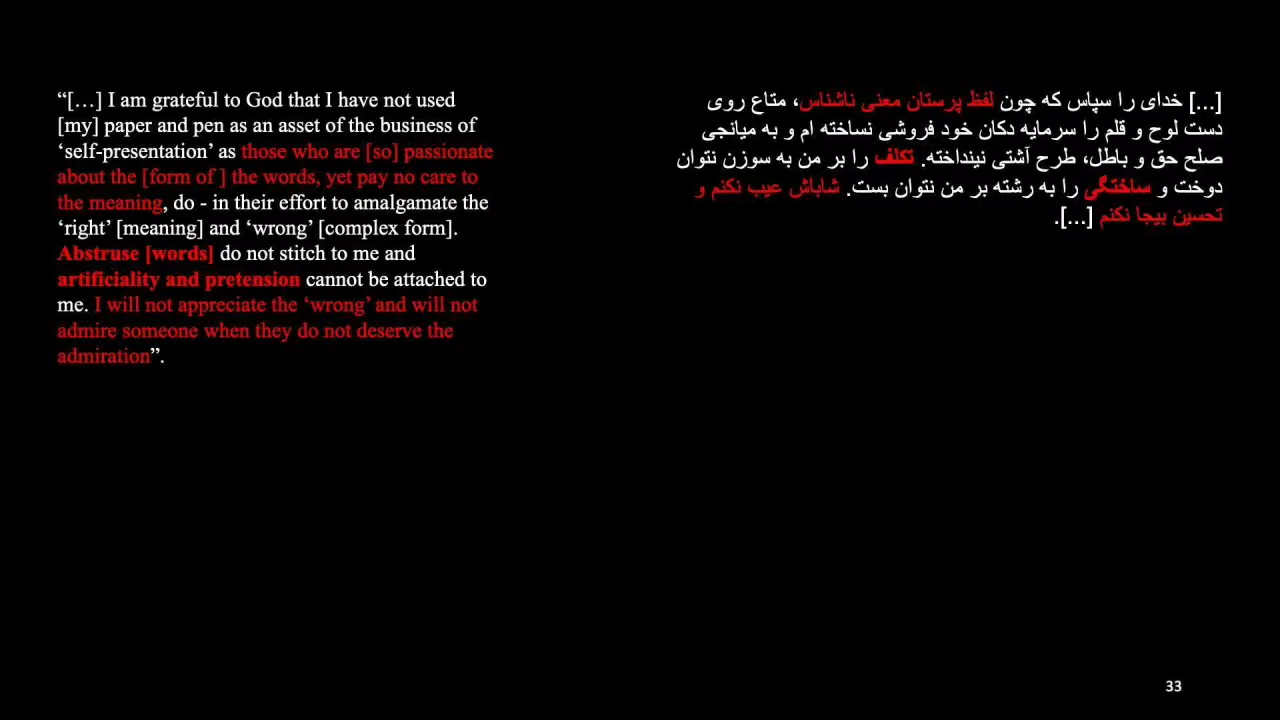 “[…] I am grateful to God that I have not used
[my] paper and pen as an asset of the business of
‘self-presentation’ as those who are [so] passionate
about the [form of ] the words, yet pay no care to
the meaning, do - in their effort to amalgamate the
‘right’ [meaning] and ‘wrong’ [complex form].
Abstruse [words] do not stitch to me and
artificiality and pretension cannot be attached to
me. I will not appreciate the ‘wrong’ and will not
admire someone when they do not deserve the
admiration”.
[...] خدای را سپاس که چون لفظ پرستان معنی ناشناس، متاع روی
دست لوح و قلم را سرمایه دکان خود فروشی نساخته ام و به میانجی
صلح حق و باطل، طرح آشتی نینداخته. تکلف را بر من به سوزن نتوان
دوخت و ساختگی را به رشته بر من نتوان بست. شاباش عیب نکنم و
تحسین بیجا نکنم [...].
33